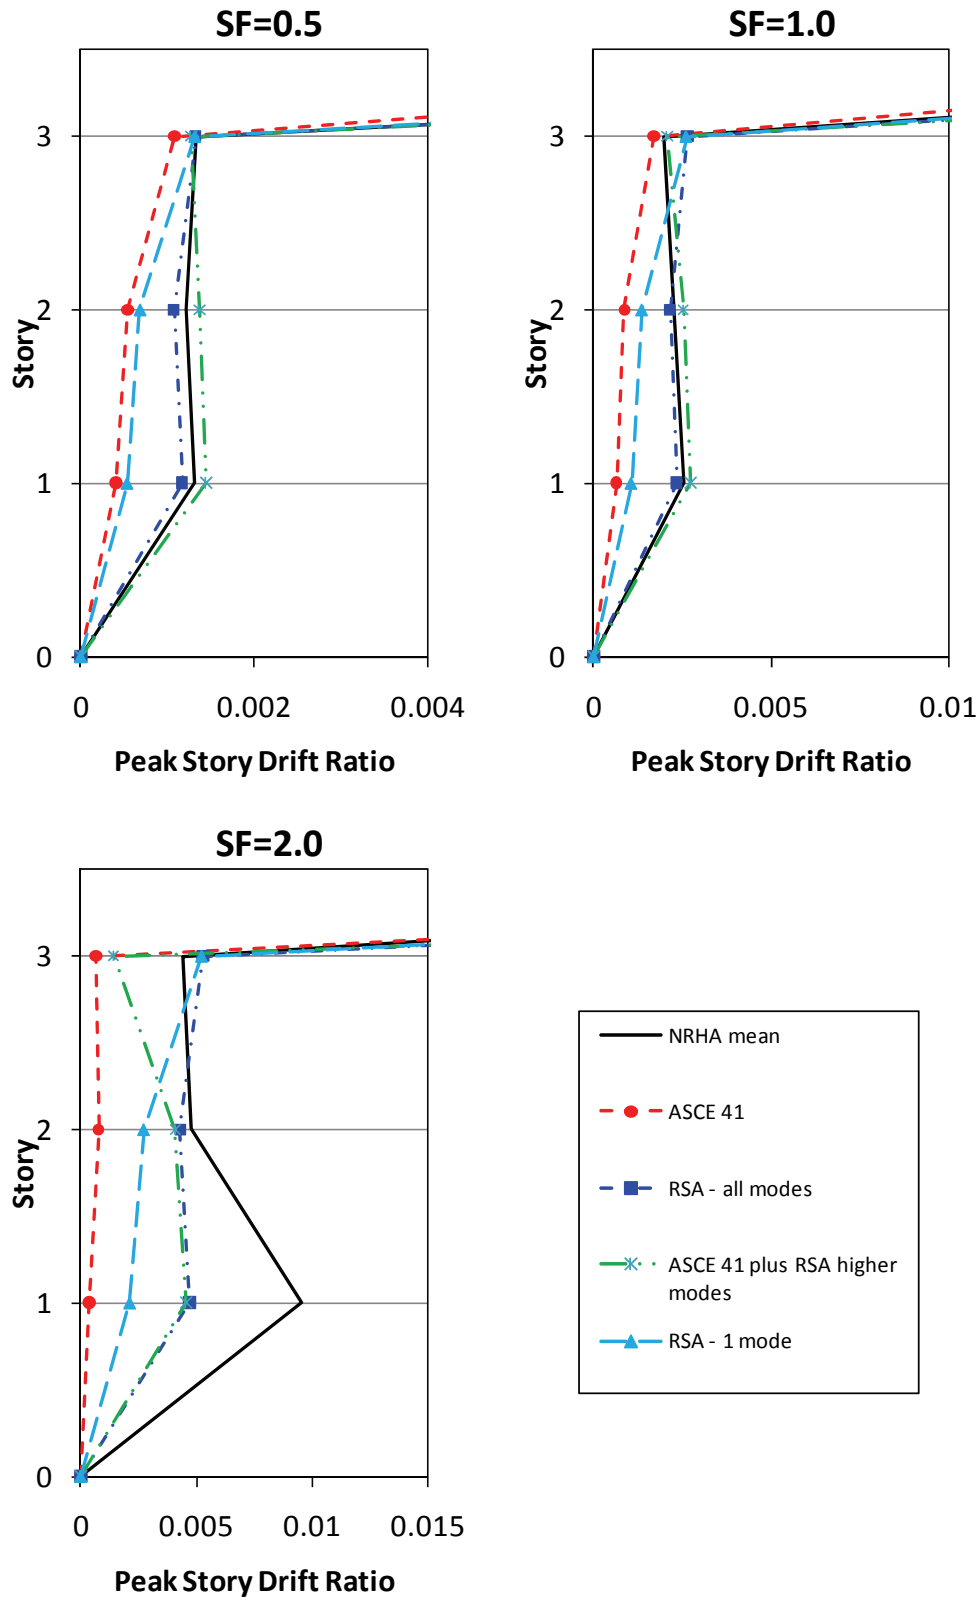 SF=0.5
3
2
1
0
Story
0 0.002 0.004
Peak Story Drift Ratio
SF=1.0
3
2
1
0
Story
0 0.005 0.01
Peak Story Drift Ratio
SF=2.0
3
2
1
0
Story
0 0.005 0.01 0.015
Peak Story Drift Ratio
NRHA mean
ASCE 41
RSA - all modes
ASCE 41 plus RSA higher
modes
RSA - 1 mode